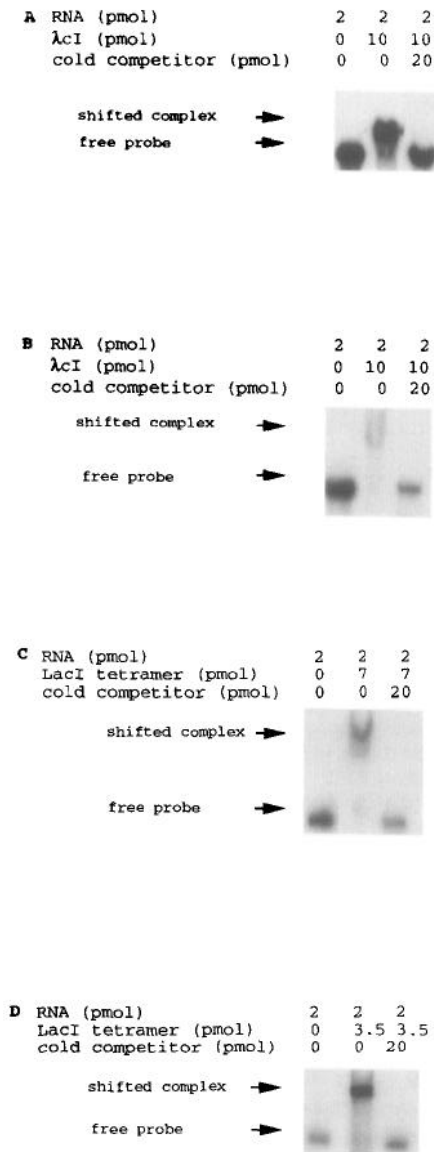 A RNA (pmol) 2 2 2
λcI (pmol) 0 10 10
cold competitor (pmol) 0 0 20
shifted complex
free probe
B RNA (pmol) 2 2 2
λcI (pmol) 0 10 10
cold competitor (pmol) 0 0 20
shifted complex
free probe
C RNA (pmol) 2 2 2
LacI tetramer (pmol) 0 7 7
cold competitor (pmol) 0 0 20
shifted complex
free probe
D RNA (pmol) 2 2 2
LacI tetramer (pmol) 0 3.5 3.5
cold competitor (pmol) 0 0 20
shifted complex
free probe